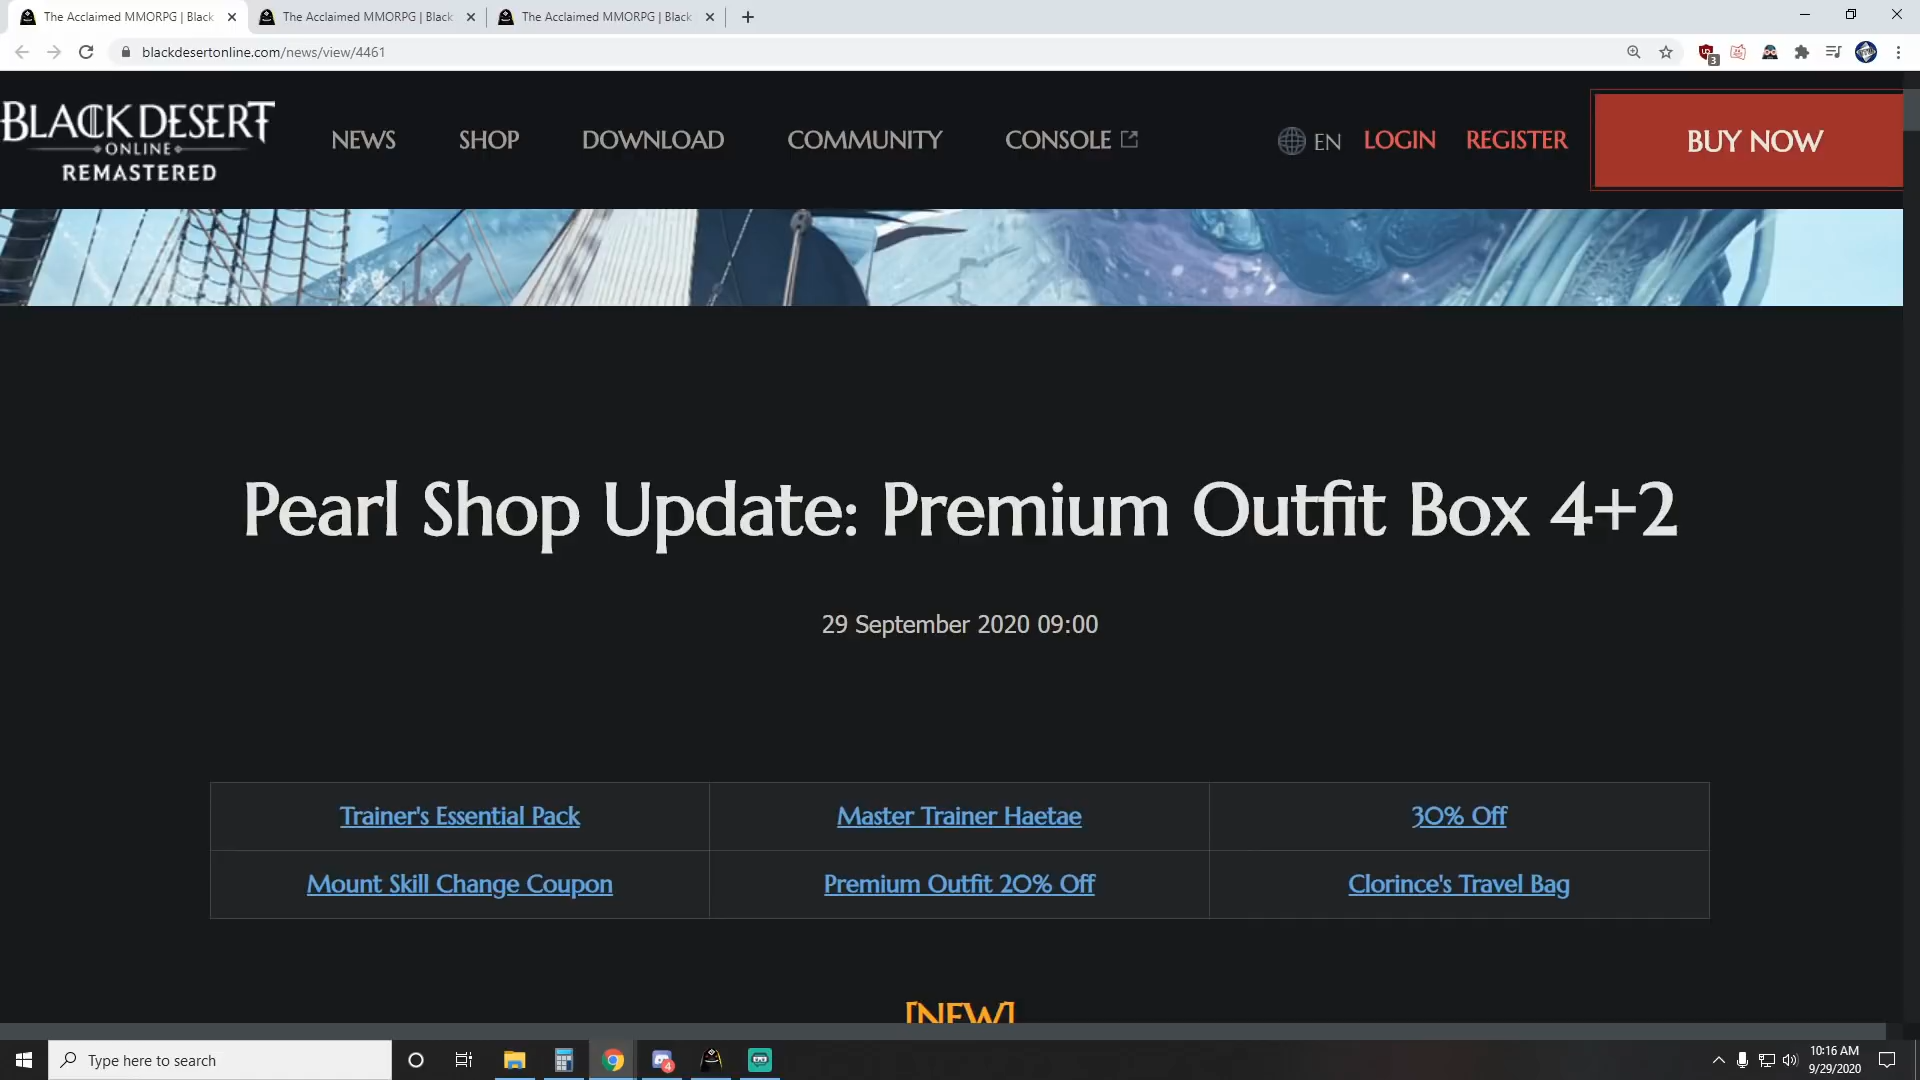 The Acclaimed MMORPG | Black
The Acclaimed MMORPG | Black
The Acclaimed MMORPG | Black
blackdesertonline.com/news/view/4461
3
BLACK DESERT
ONLINE
REMASTERED
NEWS
SHOP
DOWNLOAD
COMMUNITY
CONSOLE
EN
LOGIN
REGISTER
BUY NOW
Pearl Shop Update: Premium Outfit Box 4+2
29 September 2020 09:00
Trainer's Essential Pack
Master Trainer Haetae
30% Off
Mount Skill Change Coupon
Premium Outfit 20% Off
Clorince's Travel Bag
[NEW]
Type here to search
4
10:16 AM
9/29/2020